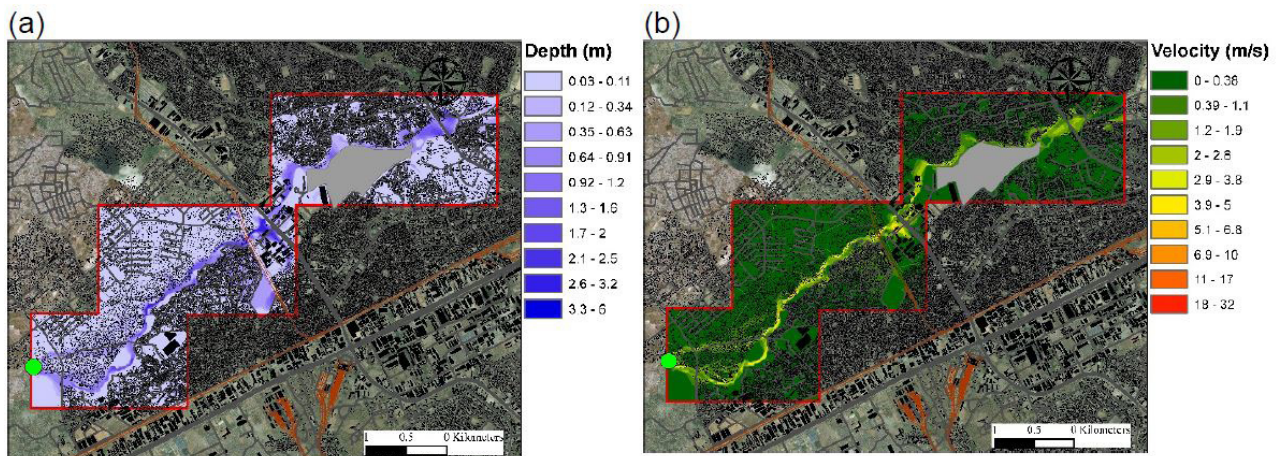 (a)
Depth (m)
0.03 - 0.11
0.12 - 0.34
0.35 - 0.63
0.64 - 0.91
0.92 - 1.2
1.3 - 1.6
1.7 - 2
2.1 - 2.5
2.6 - 3.2
3.3 - 6
1 0.5 0 Kilometers
(b)
Velocity (m/s)
0 - 0.38
0.39 - 1.1
1.2 - 1.9
2 - 2.8
2.9 - 3.8
3.9 - 5
5.1 - 6.8
6.9 - 10
11 - 17
18 - 32
1 0.5 0 Kilometers